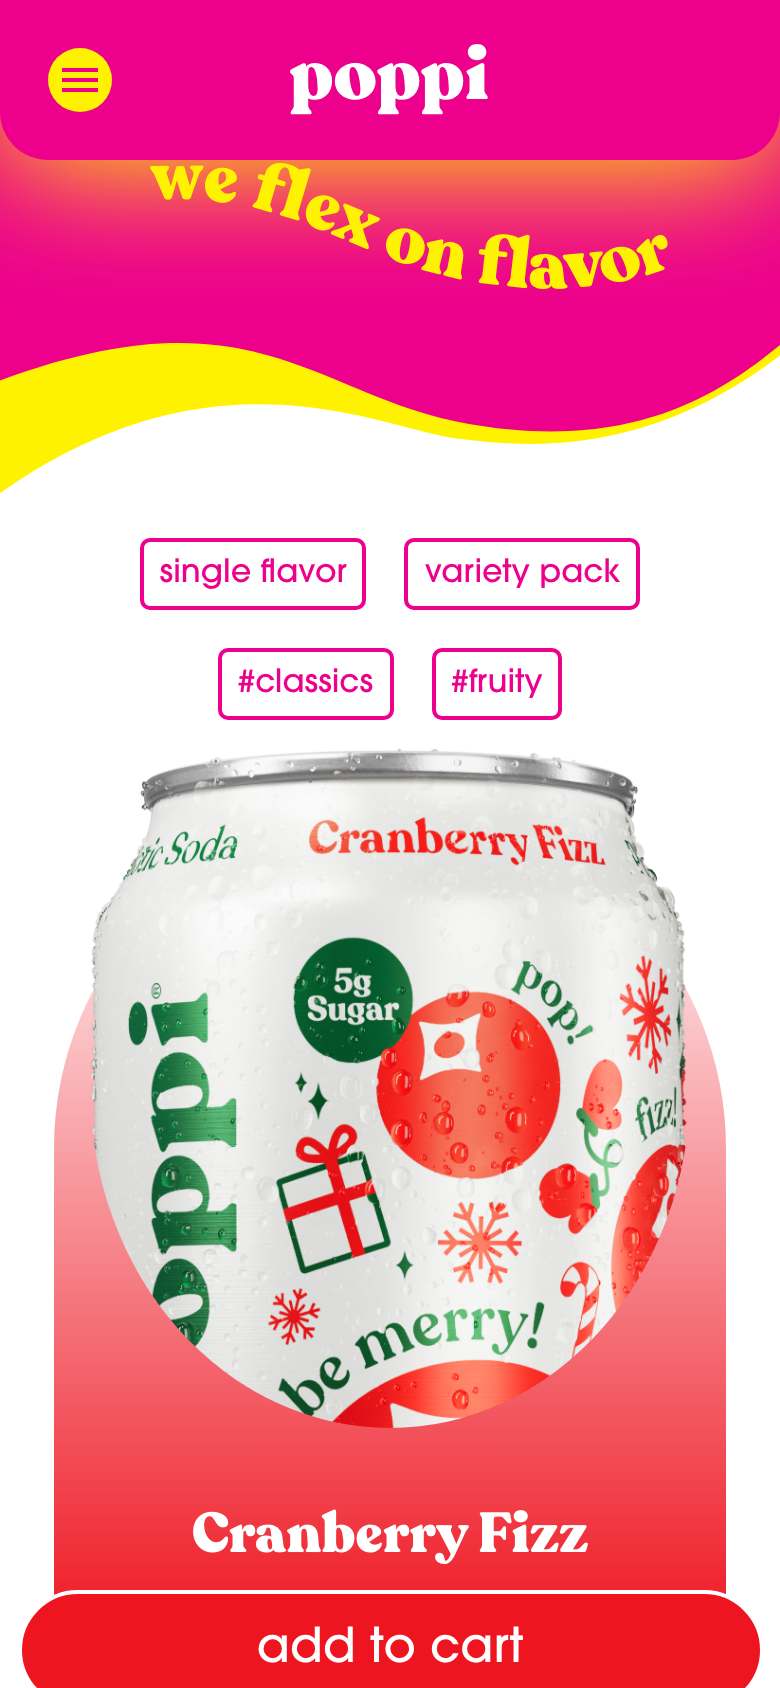 poppi
we flex on flavor
single flavor
variety pack
#classics
#fruity
Soda
Cranberry Fizz
5g
Sugar
pop!
fizz!
be merry!
Cranberry Fizz
add to cart